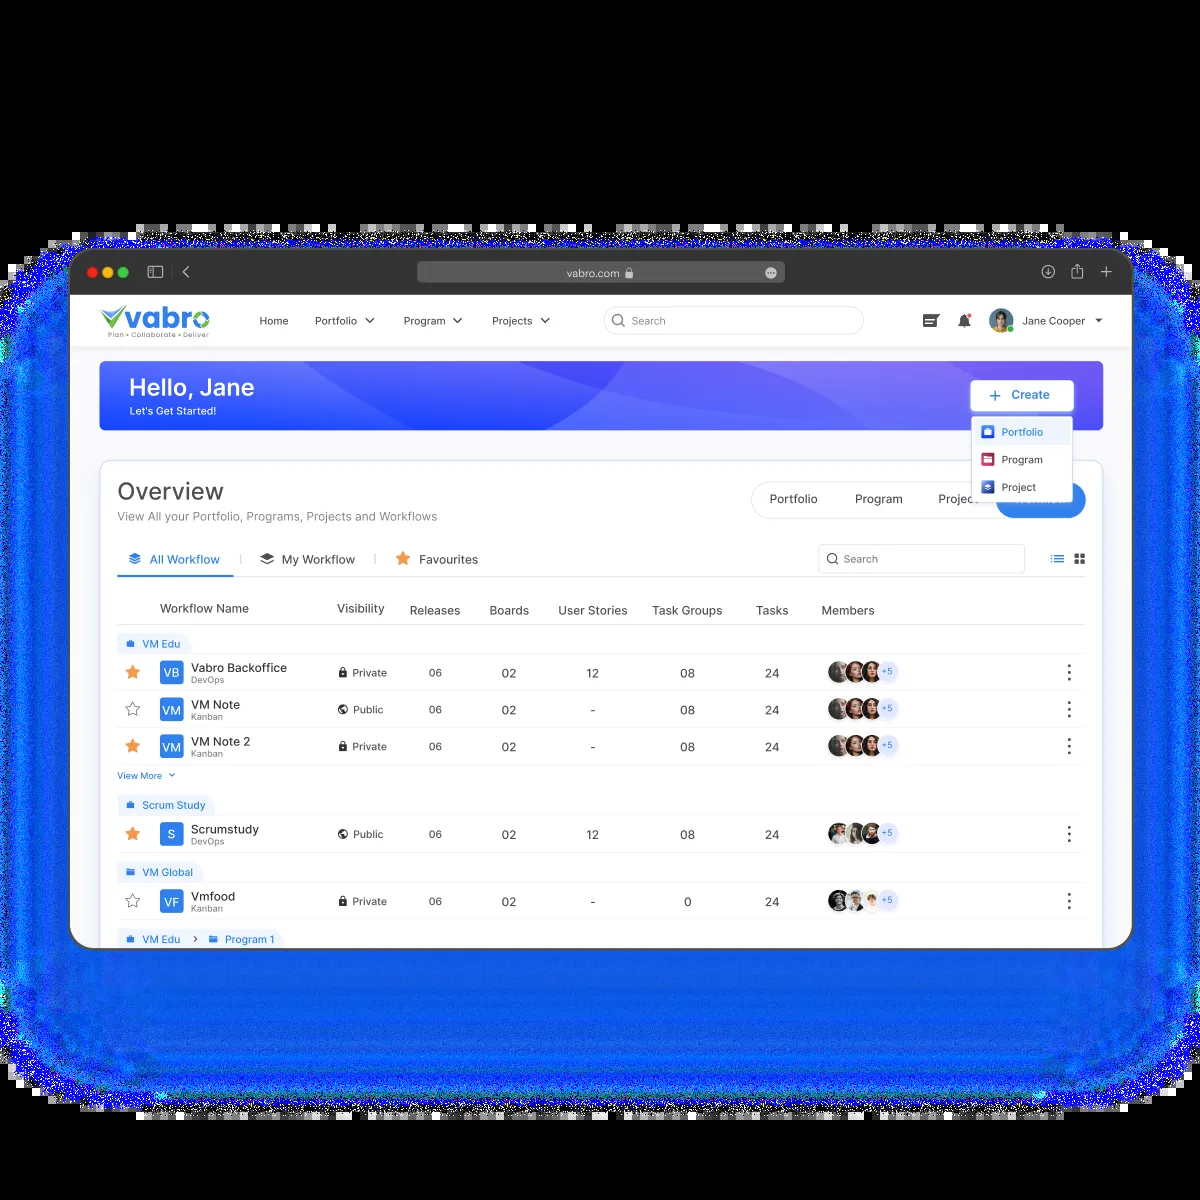 vabro.com
vabro
Plan • Collaborate • Deliver
Home Portfolio Program Projects Search Jane Cooper
Hello, Jane
Let's Get Started!
+ Create
Portfolio
Program
Project
Overview
View All your Portfolio, Programs, Projects and Workflows
Portfolio Program
All Workflow | My Workflow | Favourites Search
Workflow Name Visibility Releases Boards User Stories Task Groups Tasks Members
VM Edu
VB Vabro Backoffice Private 06 02 12 08 24 +5
DevOps
VM VM Note Public 06 02 - 08 24 +5
Kanban
VM VM Note 2 Private 06 02 - 08 24 +5
Kanban
View More
Scrum Study
S Scrumstudy Public 06 02 12 08 24 +5
DevOps
VM Global
VF Vmfood Private 06 02 - 0 24 +5
Kanban
VM Edu > Program 1